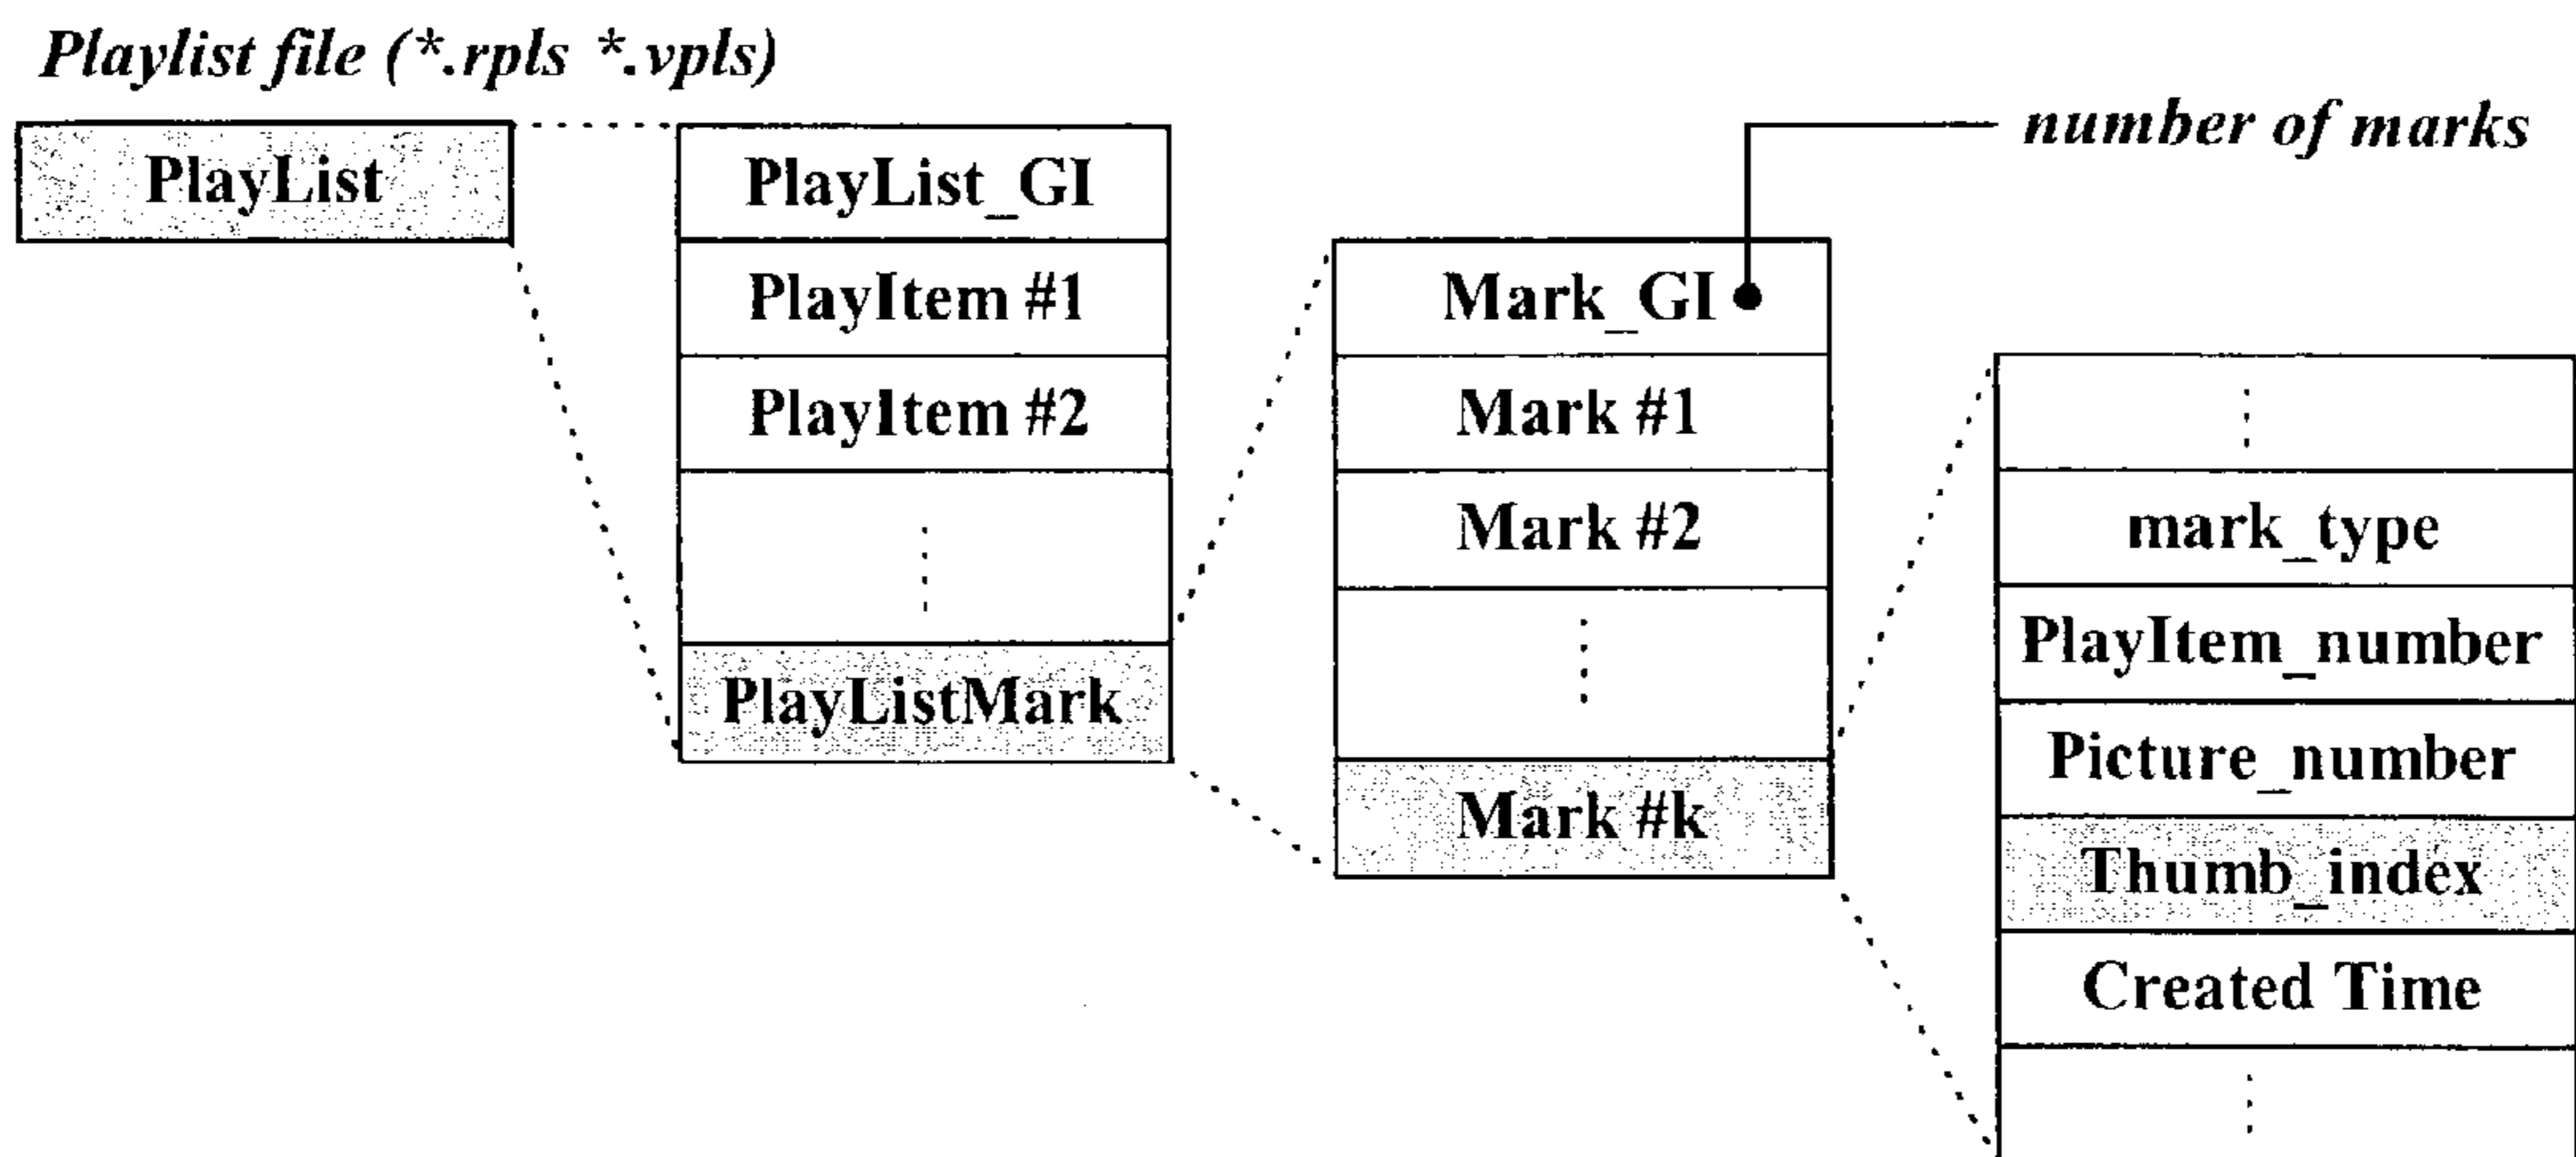 Playlist file (*.rpls *.vpls)
PlayList
PlayList_GI
PlayItem #1
PlayItem #2
PlayListMark
number of marks
Mark_GI
Mark #1
Mark #2
Mark #k
mark_type
PlayItem_number
Picture_number
Thumb_index
Created Time